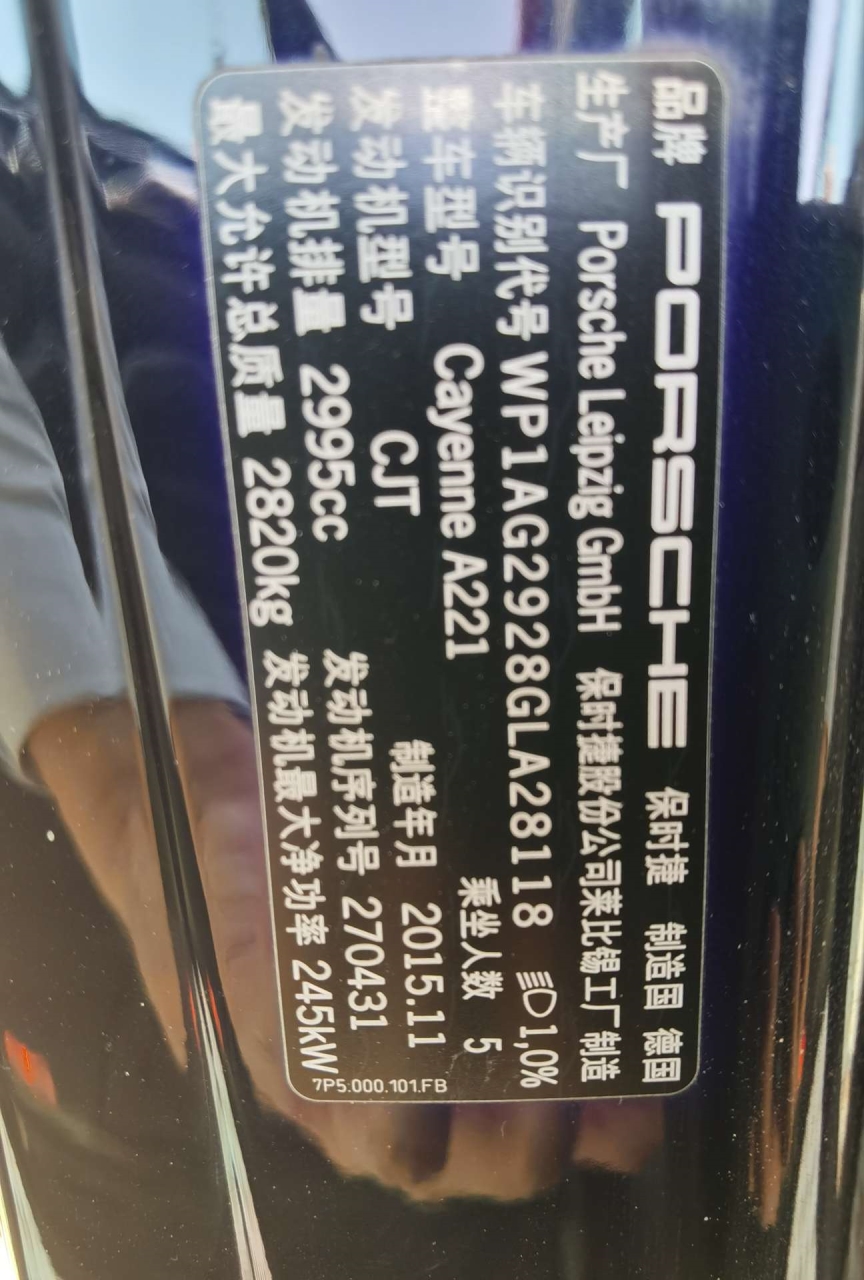 品牌 PORSCHE 保时捷 制造国 德国
生产厂 Porsche Leipzig GmbH 保时捷股份公司莱比锡工厂制造
车辆识别代号 WP1AG2928GLA28118 1,0%
整车型号 Cayenne A221 乘坐人数 5
发动机型号 CJT 制造年月 2015.11
发动机排量 2995cc 发动机序列号 270431
最大允许总质量 2820kg 发动机最大净功率 245kW
7P5.000.101.FB